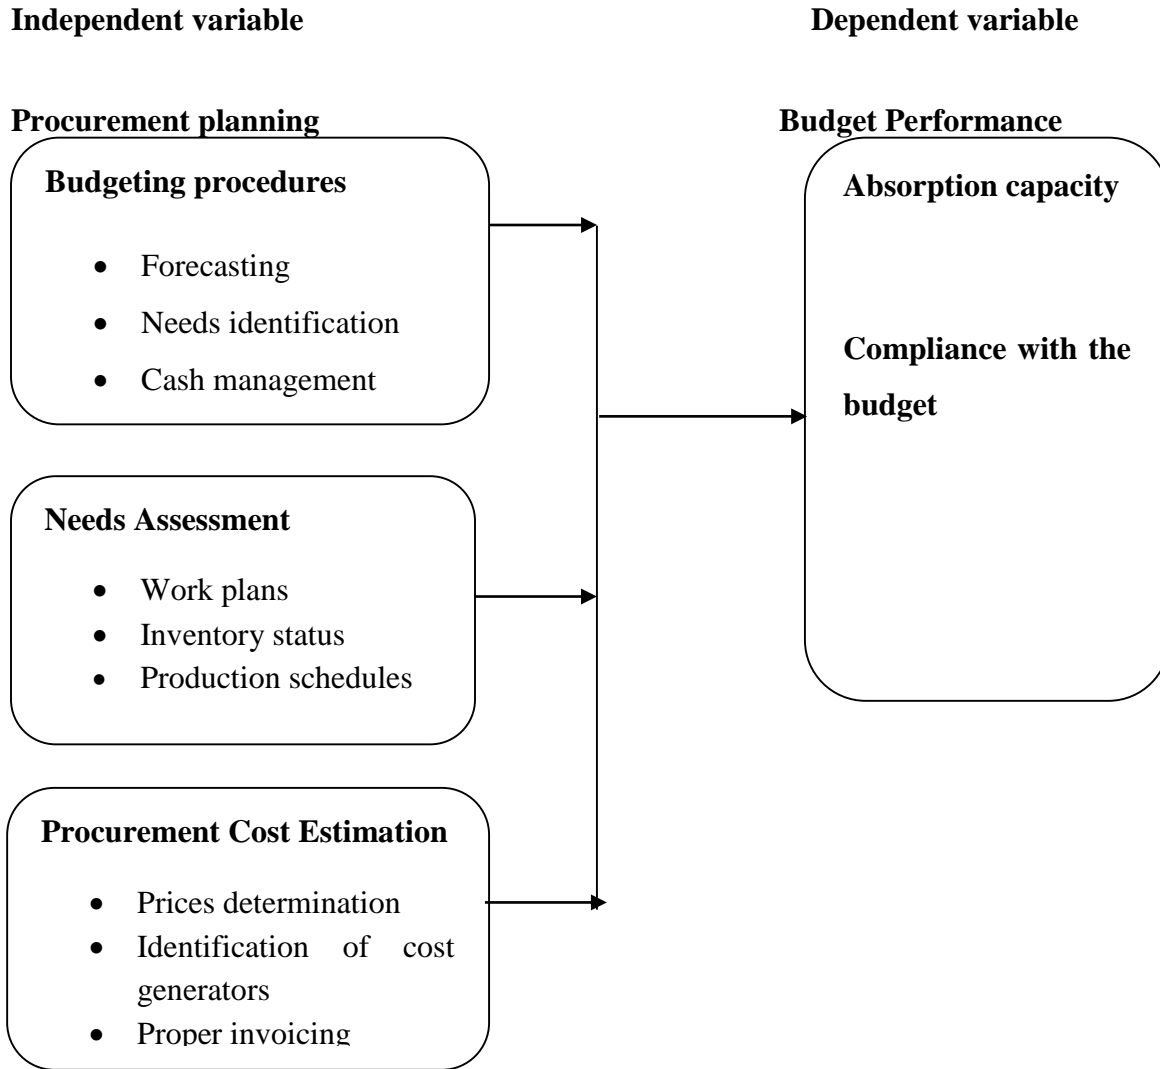 Independent variable
Dependent variable
Procurement planning
Budget Performance
Budgeting procedures
• Forecasting
• Needs identification
• Cash management
Absorption capacity
Compliance with the
budget
Needs Assessment
• Work plans
• Inventory status
• Production schedules
Procurement Cost Estimation
• Prices determination
• Identification of cost
generators
• Proper invoicing